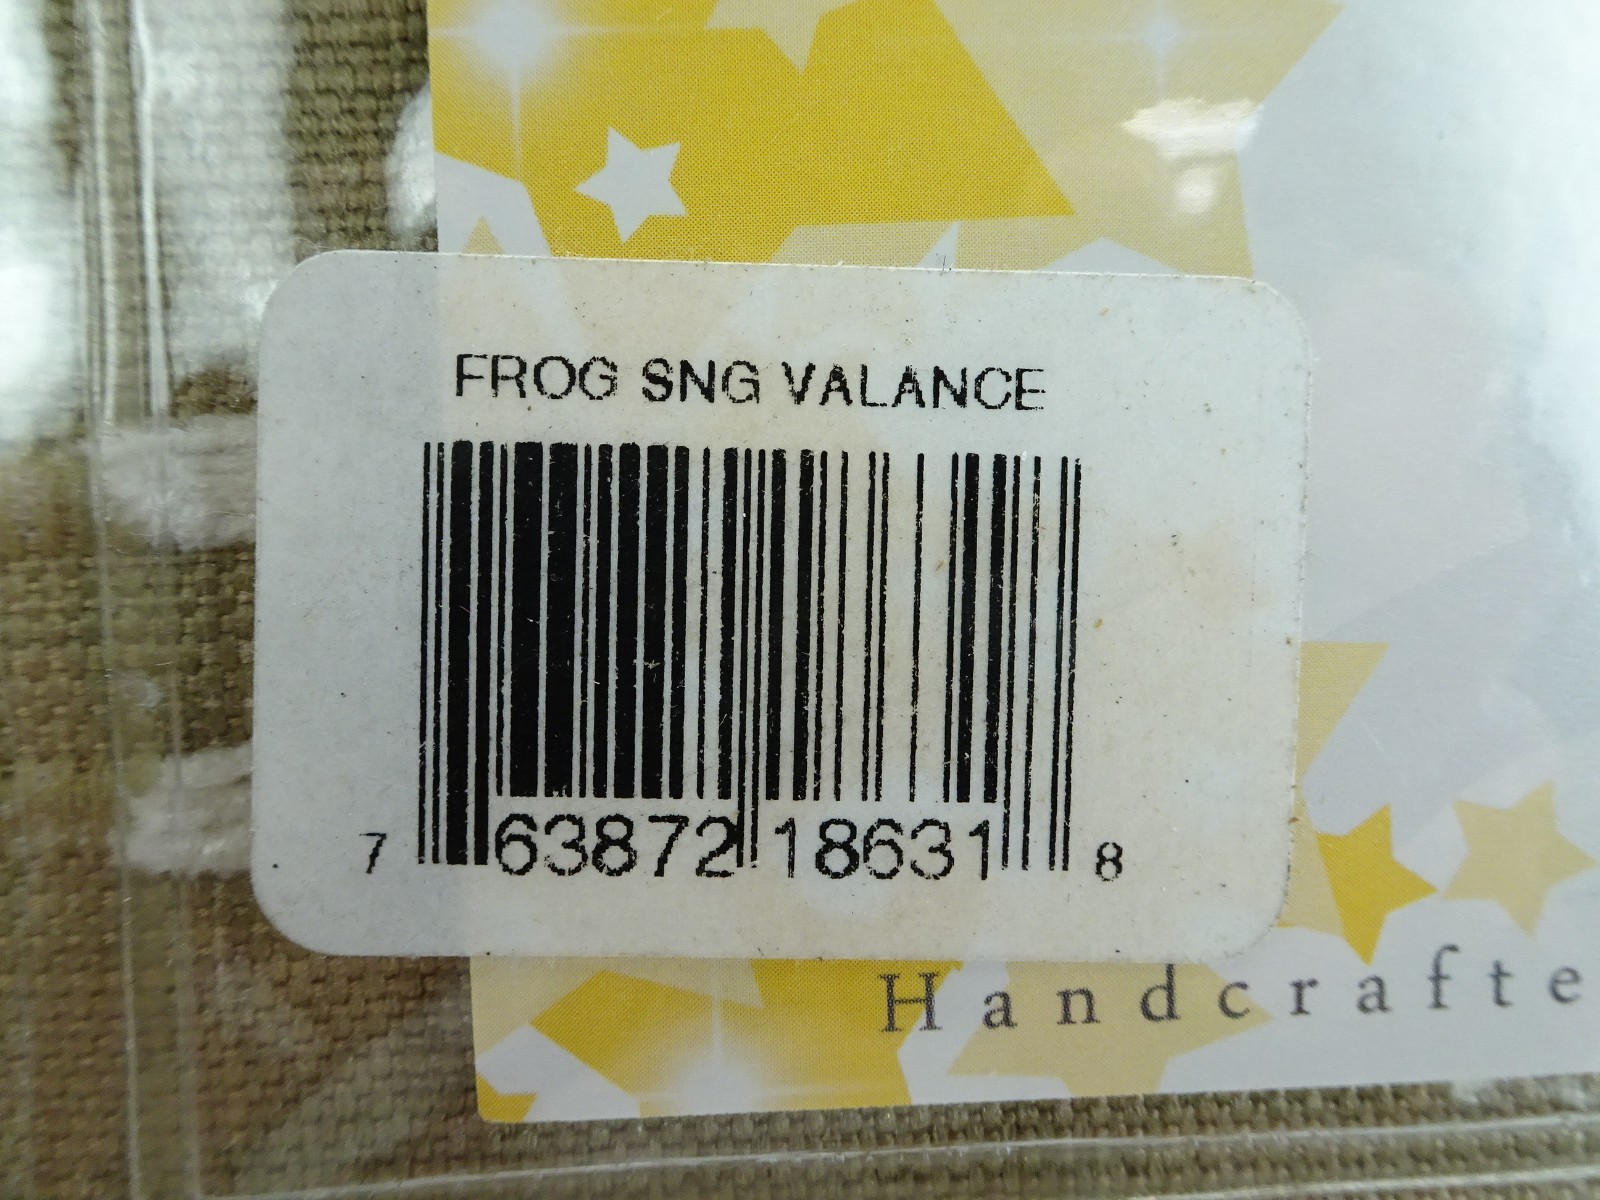 FROG SNG VALANCE
7 63872 18631 8
Handcrafte